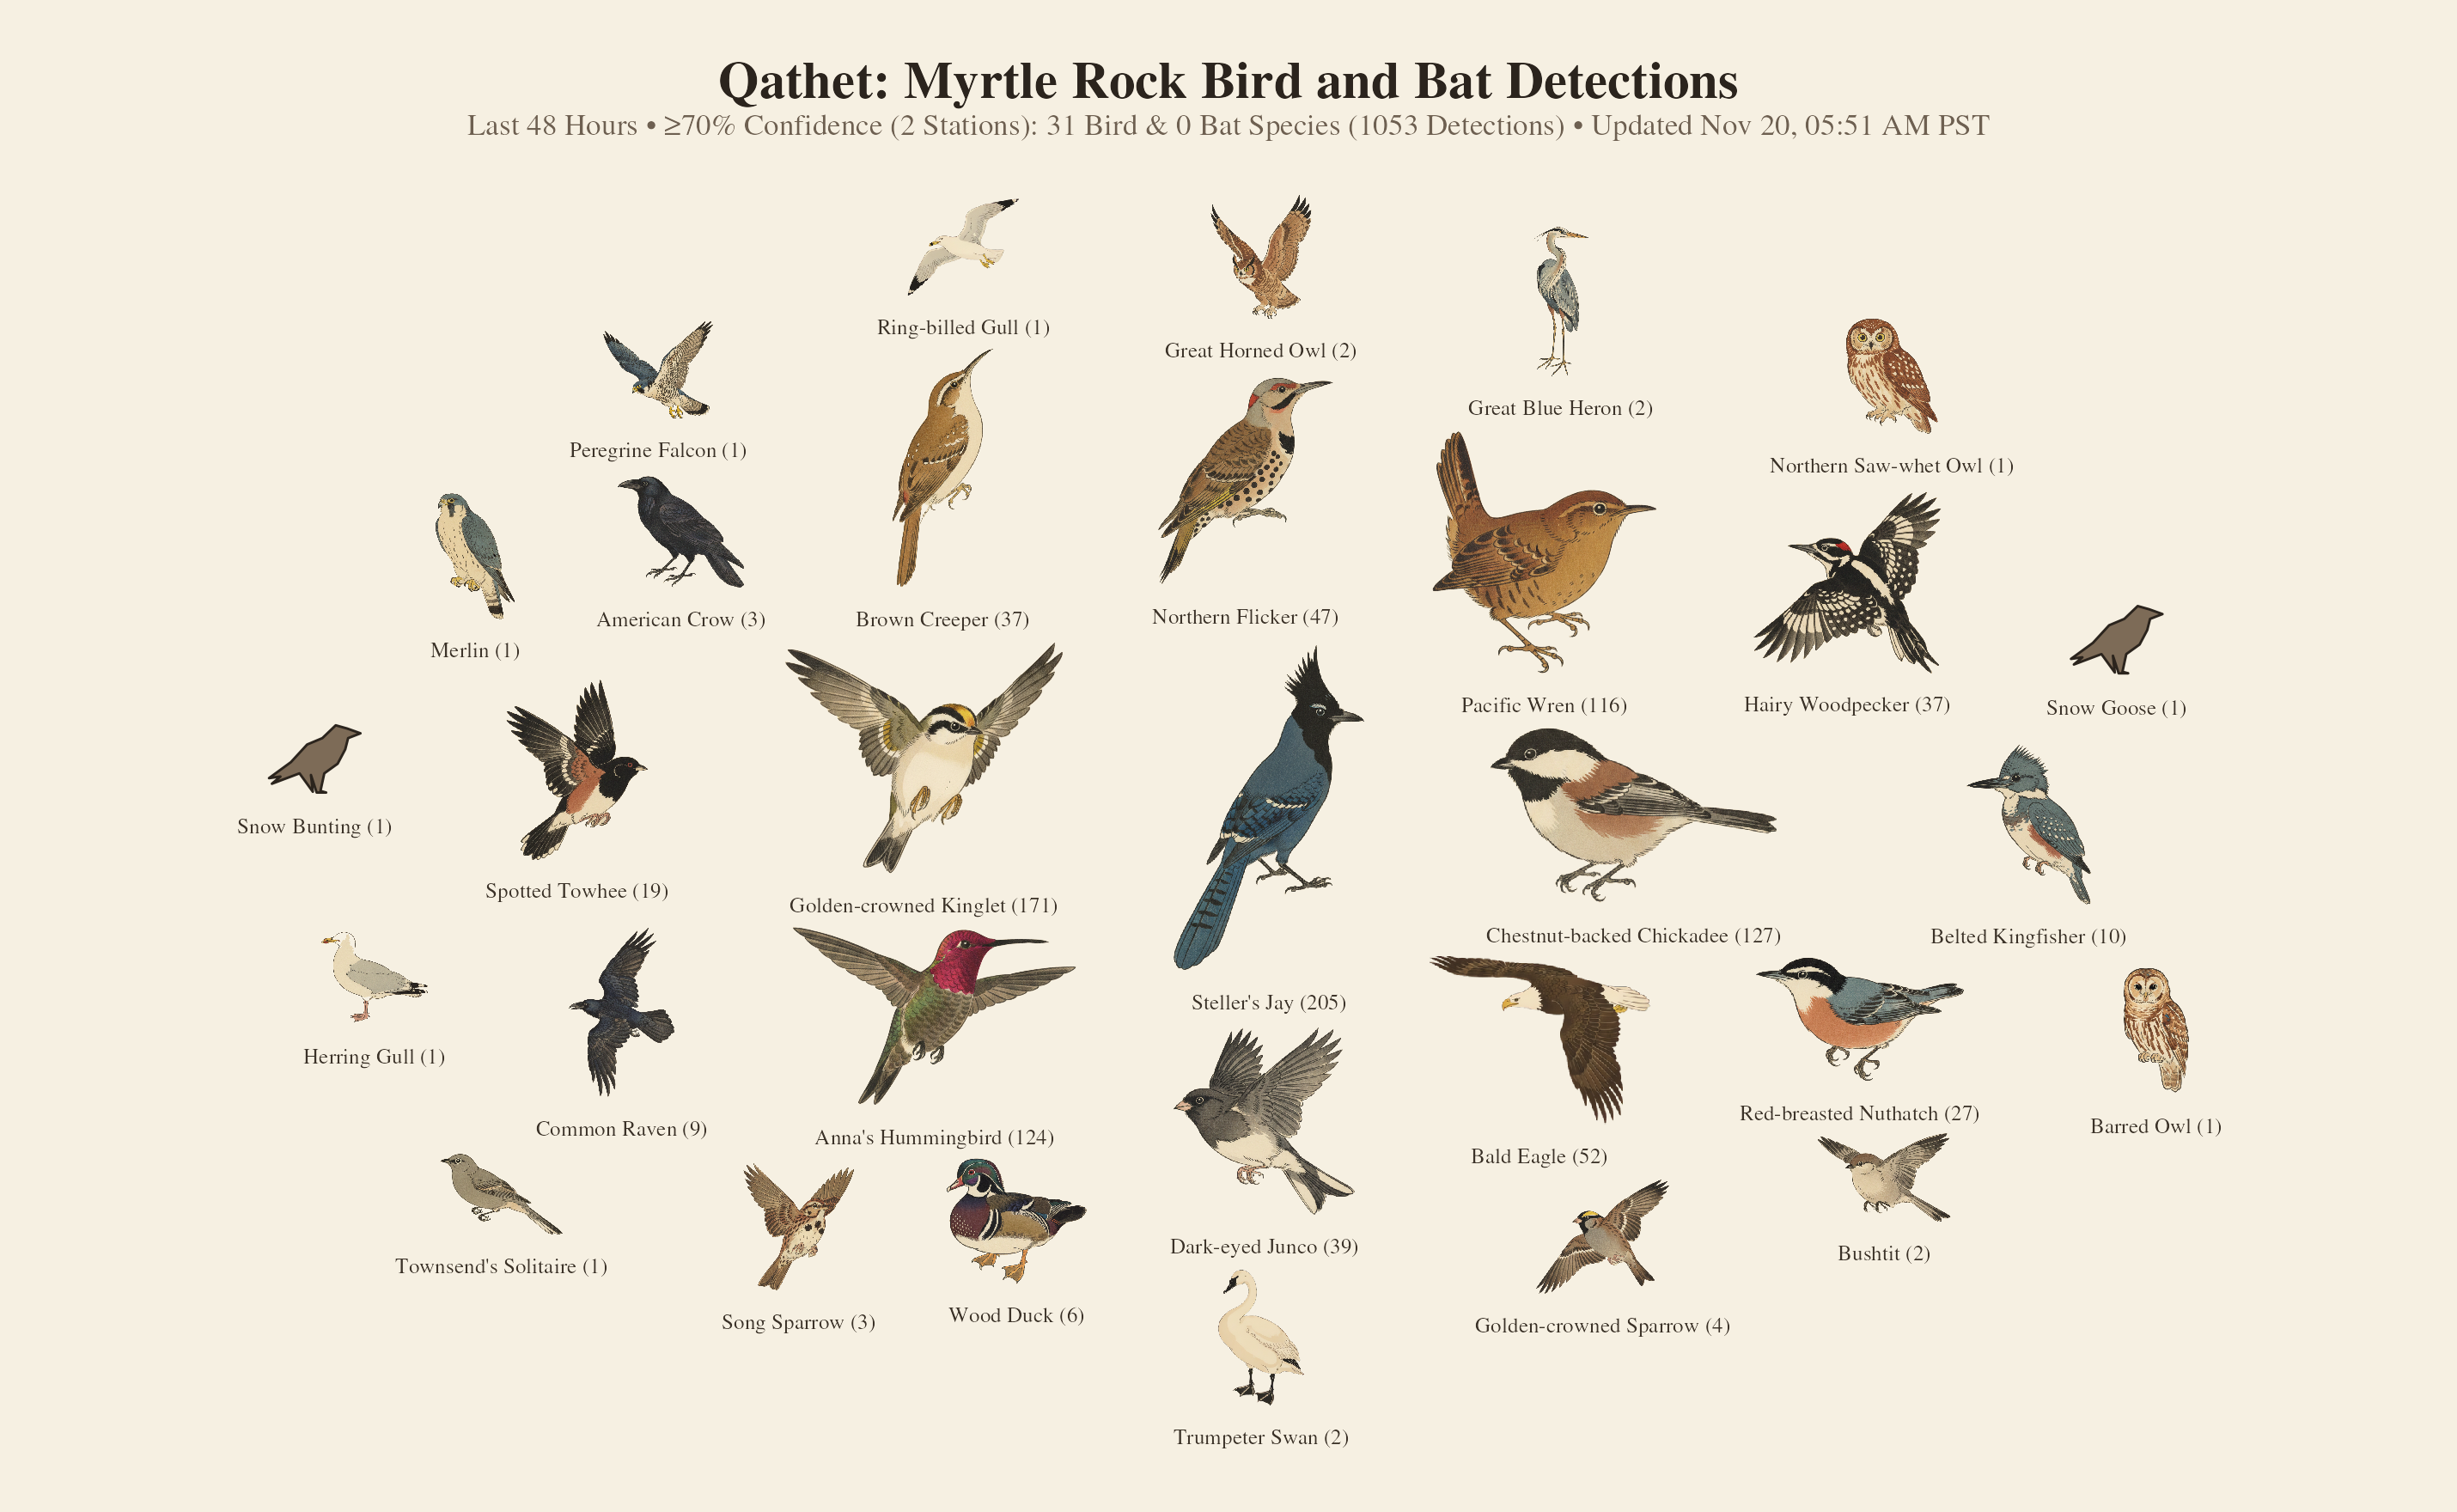 Qathet: Myrtle Rock Bird and Bat Detections
Last 48 Hours • ≥70% Confidence (2 Stations): 31 Bird & 0 Bat Species (1053 Detections) • Updated Nov 20, 05:51 AM PST
Ring-billed Gull (1)
Great Horned Owl (2)
Great Blue Heron (2)
Peregrine Falcon (1)
Northern Saw-whet Owl (1)
Merlin (1)
American Crow (3)
Brown Creeper (37)
Northern Flicker (47)
Pacific Wren (116)
Hairy Woodpecker (37)
Snow Goose (1)
Snow Bunting (1)
Spotted Towhee (19)
Golden-crowned Kinglet (171)
Steller's Jay (205)
Chestnut-backed Chickadee (127)
Belted Kingfisher (10)
Herring Gull (1)
Common Raven (9)
Anna's Hummingbird (124)
Bald Eagle (52)
Red-breasted Nuthatch (27)
Barred Owl (1)
Townsend's Solitaire (1)
Song Sparrow (3)
Wood Duck (6)
Dark-eyed Junco (39)
Golden-crowned Sparrow (4)
Bushtit (2)
Trumpeter Swan (2)